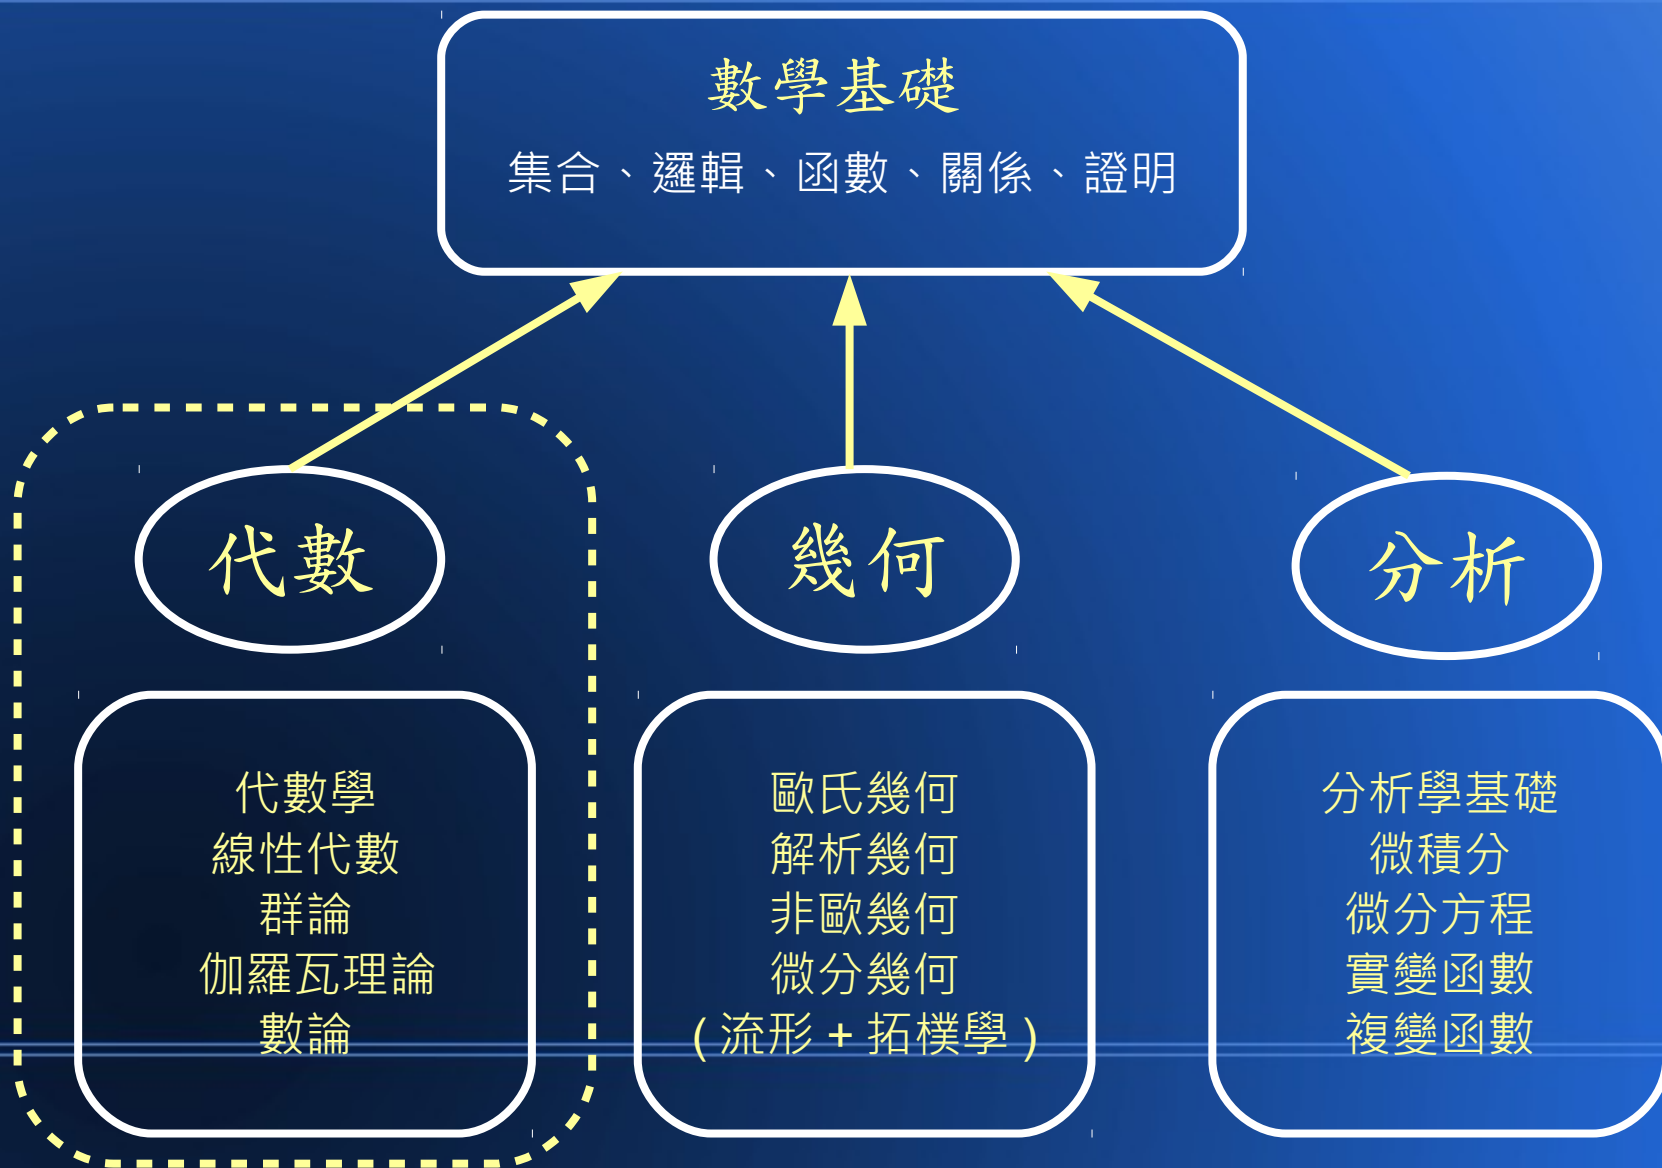 數學基礎
集合、邏輯、函數、關係、證明
代數
幾何
分析
代數學
線性代數
群論
伽羅瓦理論
數論
歐氏幾何
解析幾何
非歐幾何
微分幾何
( 流形 + 拓樸學 )
分析學基礎
微積分
微分方程
實變函數
複變函數